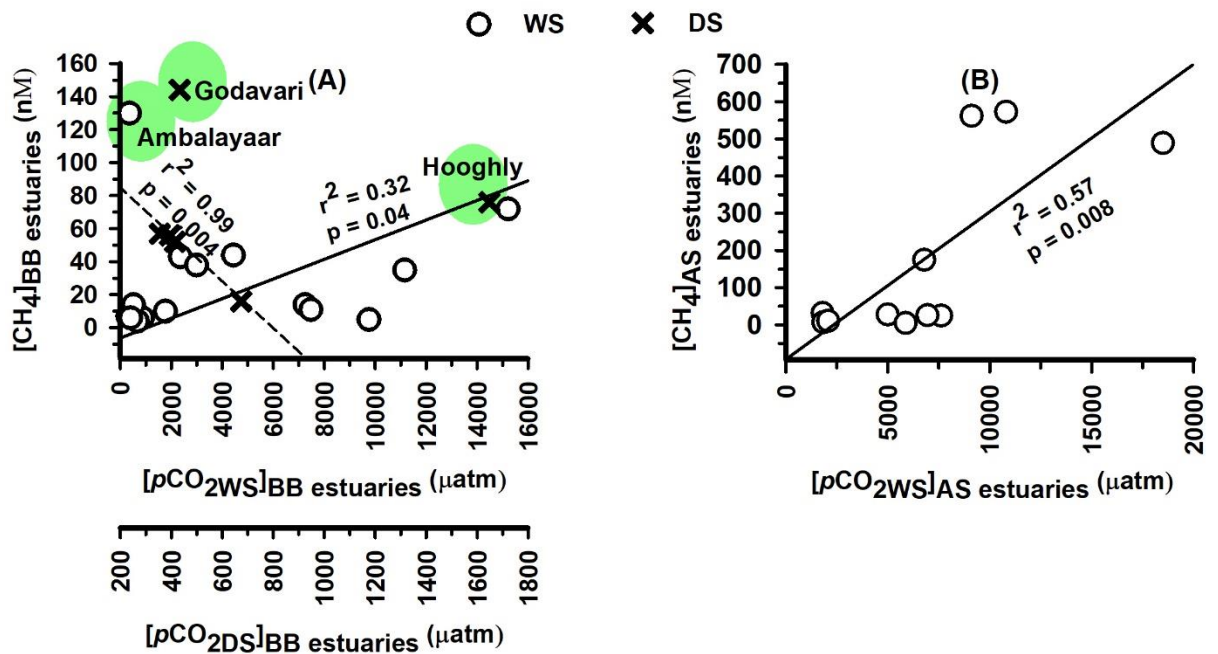 WS DS
160
140
120
100
80
60
40
20
0
[CH4]BB estuaries (nM)
(A)
Godavari
Ambalayaar
Hooghly
r2 = 0.99
p = 0.004
r2 = 0.32
p = 0.04
0 2000 4000 6000 8000 10000 12000 14000 16000
[pCO2WS]BB estuaries (μatm)
200 400 600 800 1000 1200 1400 1600 1800
[pCO2DS]BB estuaries (μatm)
700
600
500
400
300
200
100
0
[CH4]AS estuaries (nM)
(B)
r2 = 0.57
p = 0.008
0 5000 10000 15000 20000
[pCO2WS]AS estuaries (μatm)